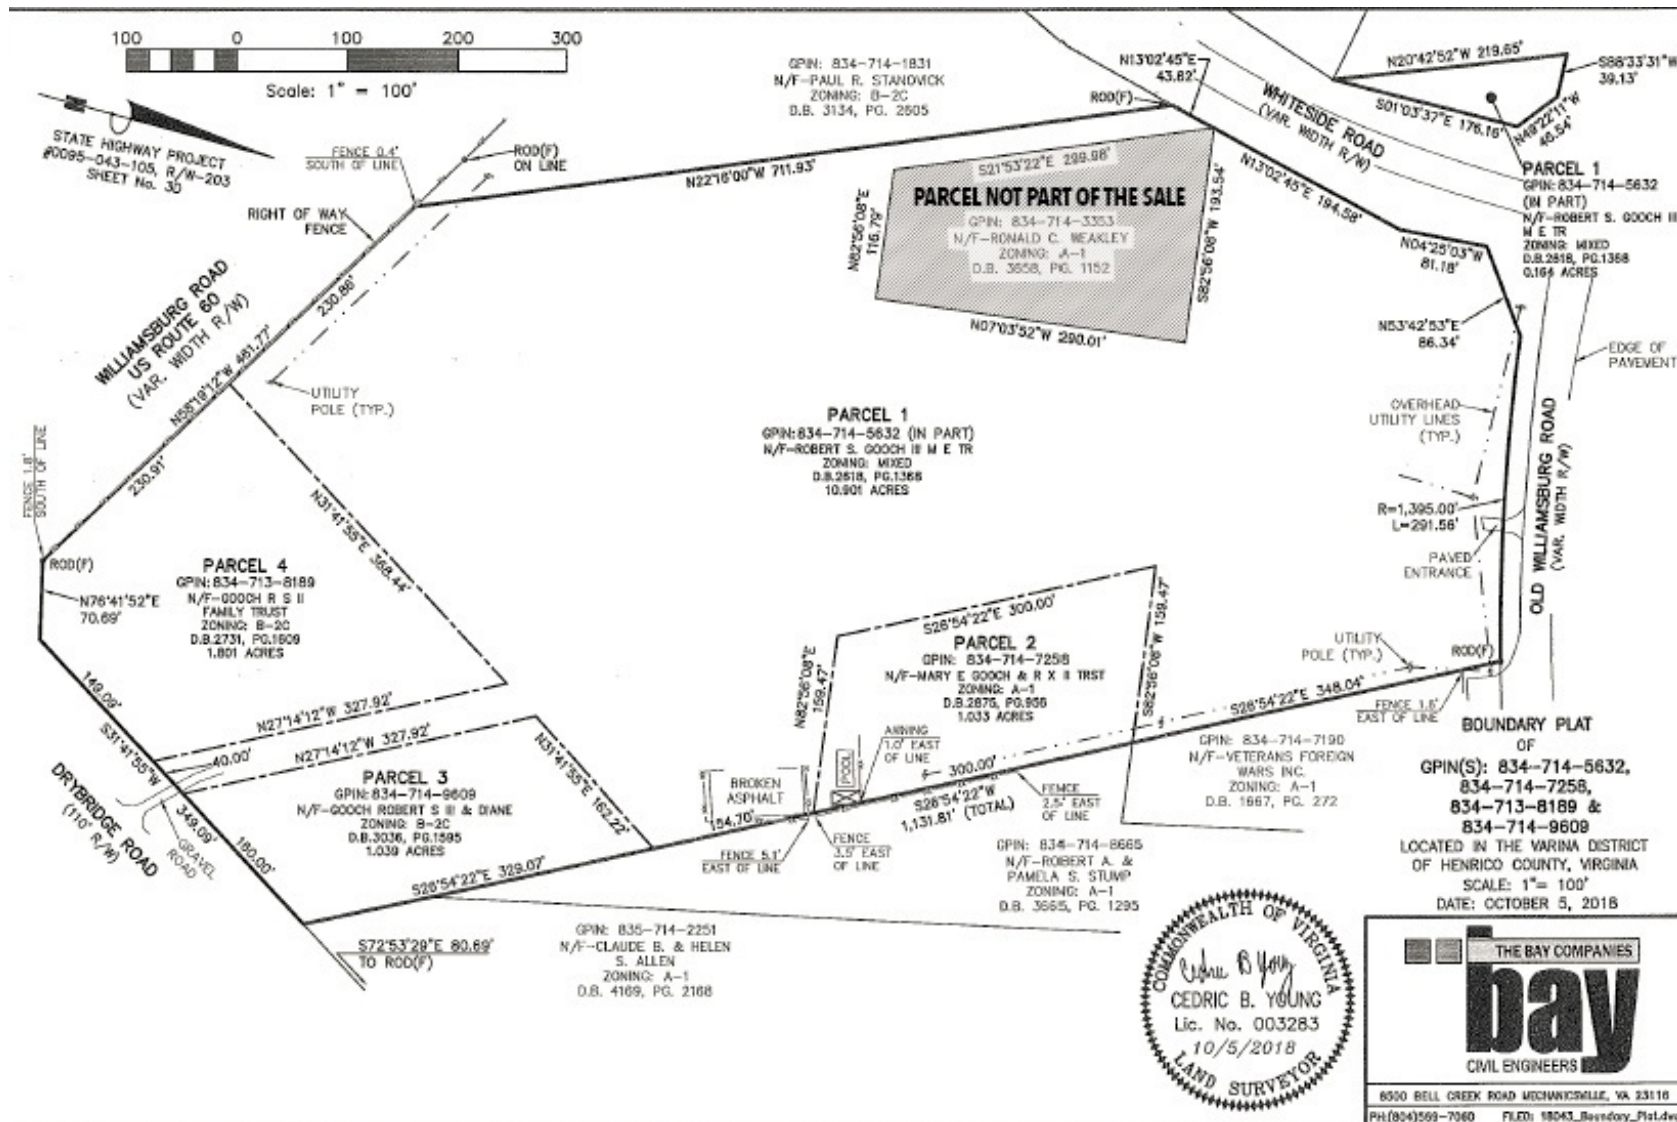 100 0 100 200 300
Scale: 1" = 100'
STATE HIGHWAY PROJECT
#0095-043-105, R/W-203
SHEET No. 3D
FENCE 0.4'
SOUTH OF LINE
ROD(F)
ON LINE
RIGHT OF WAY
FENCE
GPIN: 834-714-1831
N/F-PAUL R. STANOVICK
ZONING: B-2C
D.B. 3134, PG. 2605
N22°16'00"W 711.93'
ROD(F)
N13°02'45"E
43.62'
WHITESIDE ROAD
(VAR. WIDTH R/W)
N20°42'52"W 219.65'
S88°33'31"W
39.13'
S01°03'37"E 176.16'
N49°22'11"W
46.54'
PARCEL 1
GPIN: 834-714-5632
(IN PART)
N/F-ROBERT S. GOOCH III
M E TR
ZONING: MIXED
D.B.2618, PG.1368
0.164 ACRES
N13°02'45"E 194.58'
N04°25'03"W
81.18'
N53°42'53"E
86.34'
S21°53'22"E 299.98'
PARCEL NOT PART OF THE SALE
GPIN: 834-714-3353
N/F-RONALD C. WEAKLEY
ZONING: A-1
D.B. 3658, PG. 1152
N82°56'08"E
116.79'
S82°56'08"W 193.54'
N07°03'52"W 290.01'
WILLIAMSBURG ROAD
US ROUTE 60
(VAR. WIDTH R/W)
230.86'
N58°19'12"W 461.77'
230.91'
UTILITY
POLE (TYP.)
FENCE 1.8'
SOUTH OF LINE
ROD(F)
N76°41'52"E
70.69'
N31°41'55"E 368.44'
PARCEL 1
GPIN:834-714-5632 (IN PART)
N/F-ROBERT S. GOOCH III M E TR
ZONING: MIXED
D.B.2618, PG.1368
10.901 ACRES
EDGE OF
PAVEMENT
OVERHEAD
UTILITY LINES
(TYP.)
R=1,395.00'
L=291.56'
PAVED
ENTRANCE
OLD WILLIAMSBURG ROAD
(VAR. WIDTH R/W)
UTILITY
POLE (TYP.)
ROD(F)
PARCEL 4
GPIN:834-713-8189
N/F-GOOCH R S II
FAMILY TRUST
ZONING: B-2C
D.B.2731, PG.1609
1.801 ACRES
149.09'
N27°14'12"W 327.92'
N27°14'12"W 327.92'
40.00'
S31°41'55"W
349.09'
160.00'
DRYBRIDGE ROAD
(110' R/W)
GRAVEL
ROAD
PARCEL 3
GPIN:834-714-9609
N/F-GOOCH ROBERT S III & DIANE
ZONING: B-2C
D.B.3036, PG.1595
1.039 ACRES
N31°41'55"E 162.22'
S28°54'22"E 329.07'
S72°53'29"E 80.69'
TO ROD(F)
S28°54'22"E 300.00'
PARCEL 2
GPIN: 834-714-7258
N/F-MARY E GOOCH & R X II TRST
ZONING: A-1
D.B.2875, PG.956
1.033 ACRES
N82°56'08"E
159.47'
S82°56'08"W 159.47'
POOL
AWNING
1.0' EAST
OF LINE
BROKEN
ASPHALT
154.70'
300.00'
S28°54'22"W
1,131.81' (TOTAL)
FENCE 5.1'
EAST OF LINE
FENCE
3.5' EAST
OF LINE
FENCE
2.5' EAST
OF LINE
S28°54'22"E 348.04'
FENCE 1.6'
EAST OF LINE
GPIN: 834-714-7190
N/F-VETERANS FOREIGN
WARS INC.
ZONING: A-1
D.B. 1667, PG. 272
GPIN: 834-714-8665
N/F-ROBERT A. &
PAMELA S. STUMP
ZONING: A-1
D.B. 3665, PG. 1295
GPIN: 835-714-2251
N/F-CLAUDE B. & HELEN
S. ALLEN
ZONING: A-1
D.B. 4169, PG. 2168
BOUNDARY PLAT
OF
GPIN(S): 834-714-5632,
834-714-7258,
834-713-8189 &
834-714-9609
LOCATED IN THE VARINA DISTRICT
OF HENRICO COUNTY, VIRGINIA
SCALE: 1"= 100'
DATE: OCTOBER 5, 2018
COMMONWEALTH OF VIRGINIA
Cedric B Young
CEDRIC B. YOUNG
Lic. No. 003283
10/5/2018
LAND SURVEYOR
THE BAY COMPANIES
bay
CIVIL ENGINEERS
8500 BELL CREEK ROAD MECHANICSVILLE, VA 23116
PH:(804)569-7060 FILED: 18043_Boundary_Plat.dw